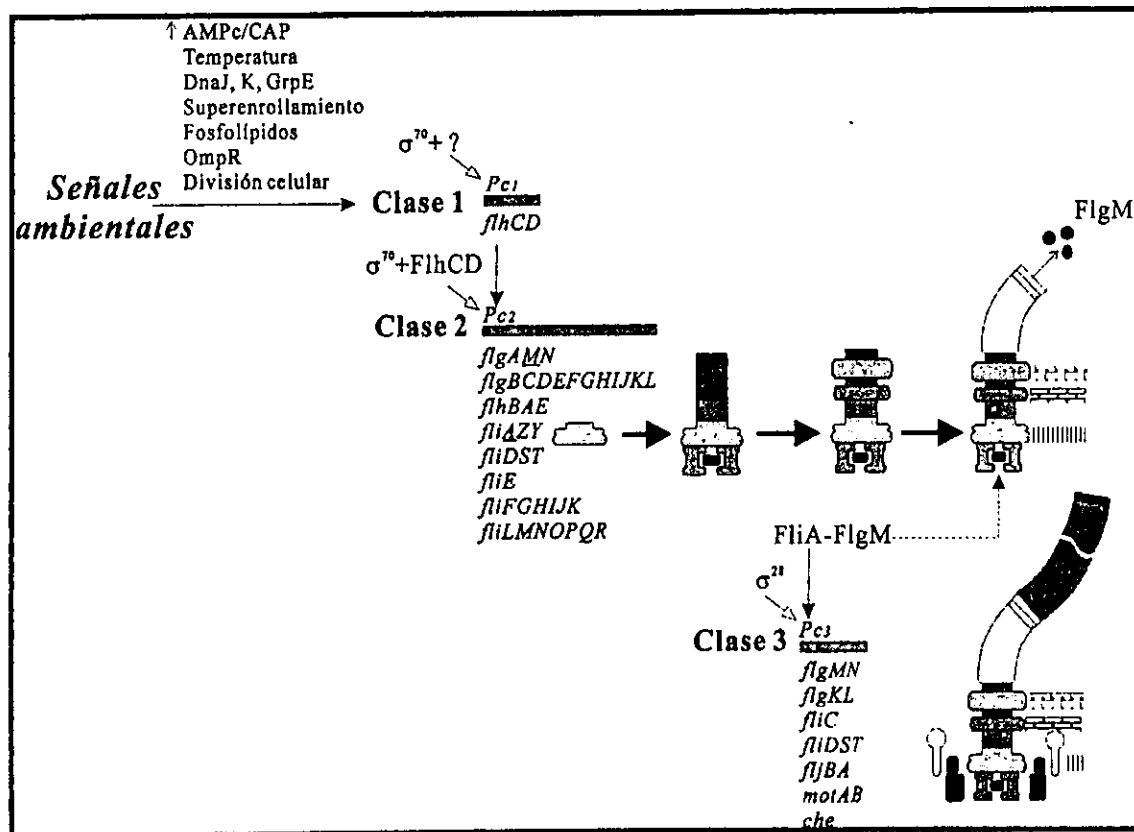 ↑ AMPc/CAP
Temperatura
DnaJ, K, GrpE
Superenrollamiento
Fosfolípidos
OmpR
División celular
Señales
ambientales
σ⁷⁰+ ?
Pc1
Clase 1
flhCD
σ⁷⁰+FlhCD
Pc2
Clase 2
flgAMN
flgBCDEFGHIJKL
flhBAE
fliAZY
fliDST
fliE
fliFGHIJK
fliLMNOPQR
FlgM
FliA-FlgM
σ²⁸
Pc3
Clase 3
flgMN
flgKL
fliC
fliDST
fljBA
motAB
che